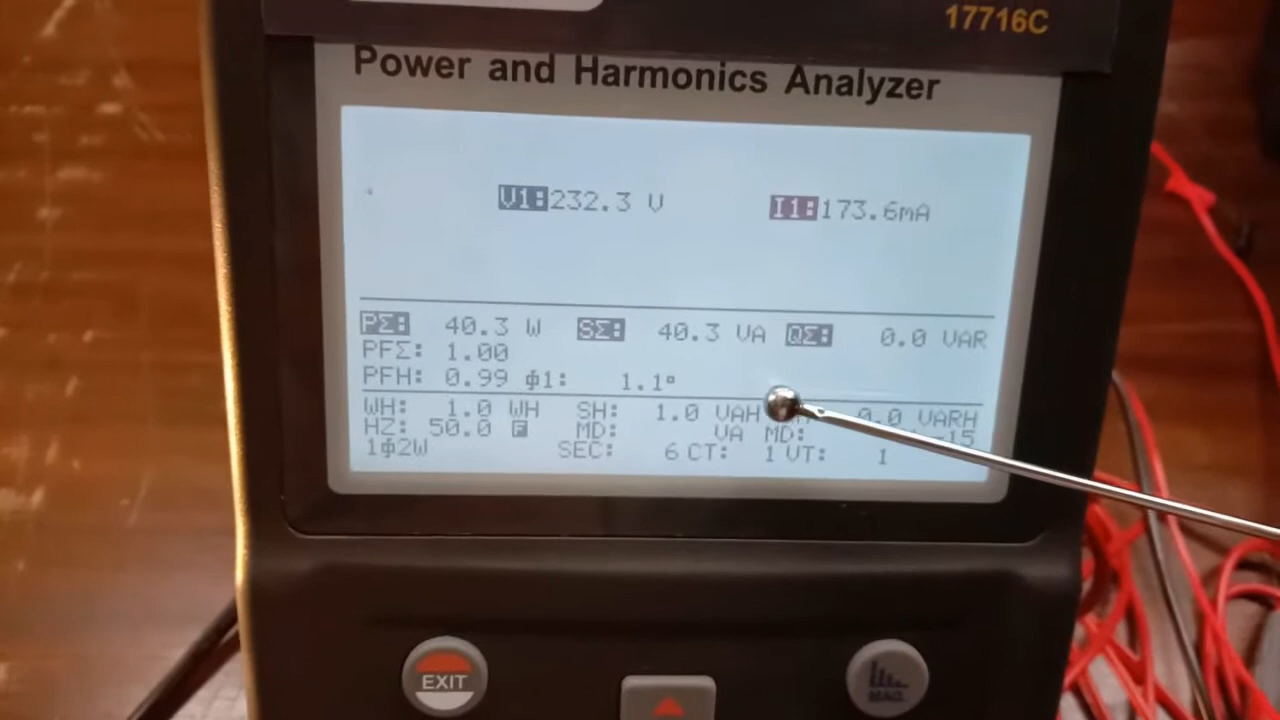 17716C
Power and Harmonics Analyzer
V1:232.3 V I1:173.6mA
PΣ: 40.3 W SΣ: 40.3 VA QΣ: 0.0 VAR
PFΣ: 1.00
PFH: 0.99 ϕ1: 1.1°
WH: 1.0 WH SH: 1.0 VAH 0.0 VARH
HZ: 50.0 F MD: VA MD: -15
1ϕ2W SEC: 6 CT: 1 VT: 1
EXIT
MAG.